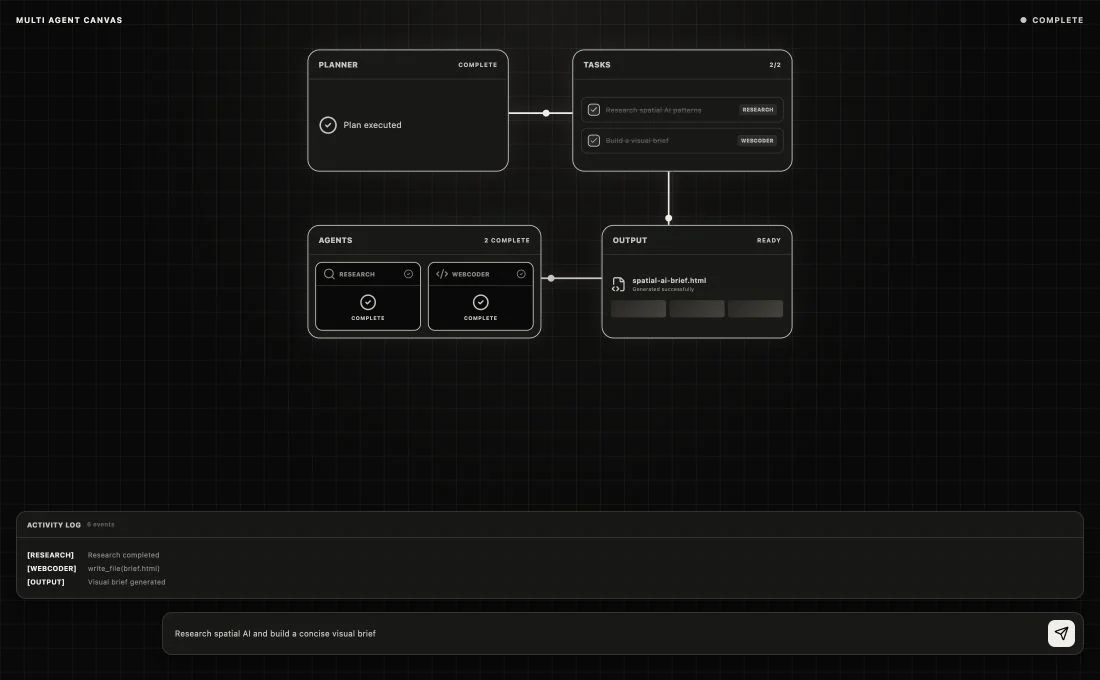 MULTI AGENT CANVAS
COMPLETE
PLANNER
COMPLETE
Plan executed
TASKS
2/2
Research spatial AI patterns
RESEARCH
Build a visual brief
WEBCODER
AGENTS
2 COMPLETE
RESEARCH
COMPLETE
WEBCODER
COMPLETE
OUTPUT
READY
spatial-ai-brief.html
Generated successfully
ACTIVITY LOG 6 events
[RESEARCH] Research completed
[WEBCODER] write_file(brief.html)
[OUTPUT] Visual brief generated
Research spatial AI and build a concise visual brief